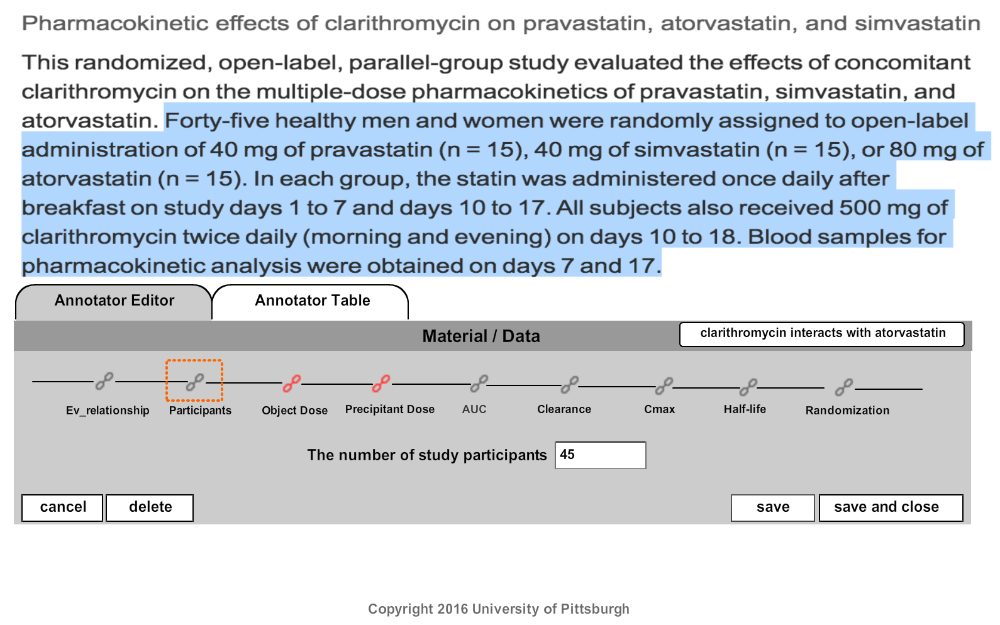 Pharmacokinetic effects of clarithromycin on pravastatin, atorvastatin, and simvastatin
This randomized, open-label, parallel-group study evaluated the effects of concomitant
clarithromycin on the multiple-dose pharmacokinetics of pravastatin, simvastatin, and
atorvastatin. Forty-five healthy men and women were randomly assigned to open-label
administration of 40 mg of pravastatin (n = 15), 40 mg of simvastatin (n = 15), or 80 mg of
atorvastatin (n = 15). In each group, the statin was administered once daily after
breakfast on study days 1 to 7 and days 10 to 17. All subjects also received 500 mg of
clarithromycin twice daily (morning and evening) on days 10 to 18. Blood samples for
pharmacokinetic analysis were obtained on days 7 and 17.
Annotator Editor Annotator Table
Material / Data clarithromycin interacts with atorvastatin
Ev_relationship Participants Object Dose Precipitant Dose AUC Clearance Cmax Half-life Randomization
The number of study participants 45
cancel delete save save and close
Copyright 2016 University of Pittsburgh